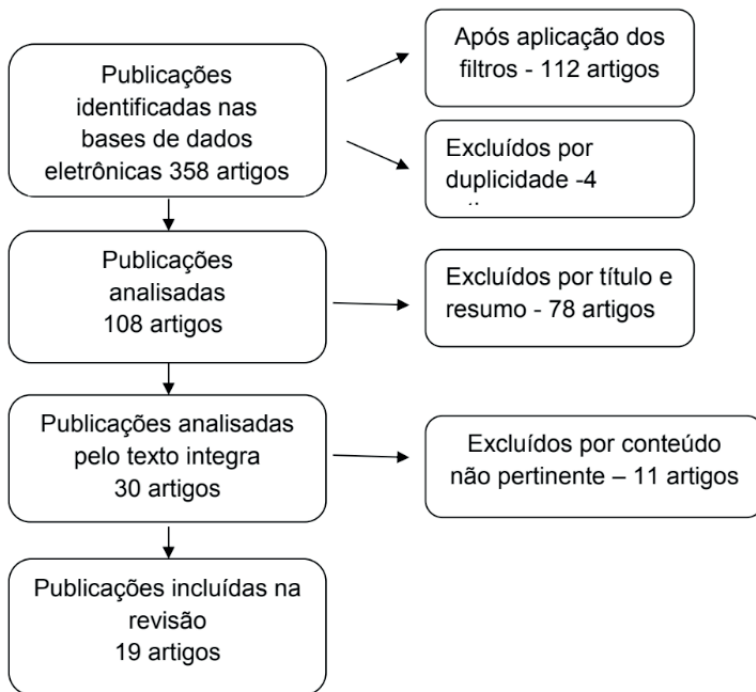 Publicações
identificadas nas
bases de dados
eletrônicas 358 artigos
Após aplicação dos
filtros - 112 artigos
Excluídos por
duplicidade -4
Publicações
analisadas
108 artigos
Excluídos por título e
resumo - 78 artigos
Publicações analisadas
pelo texto integra
30 artigos
Excluídos por conteúdo
não pertinente – 11 artigos
Publicações incluídas na
revisão
19 artigos